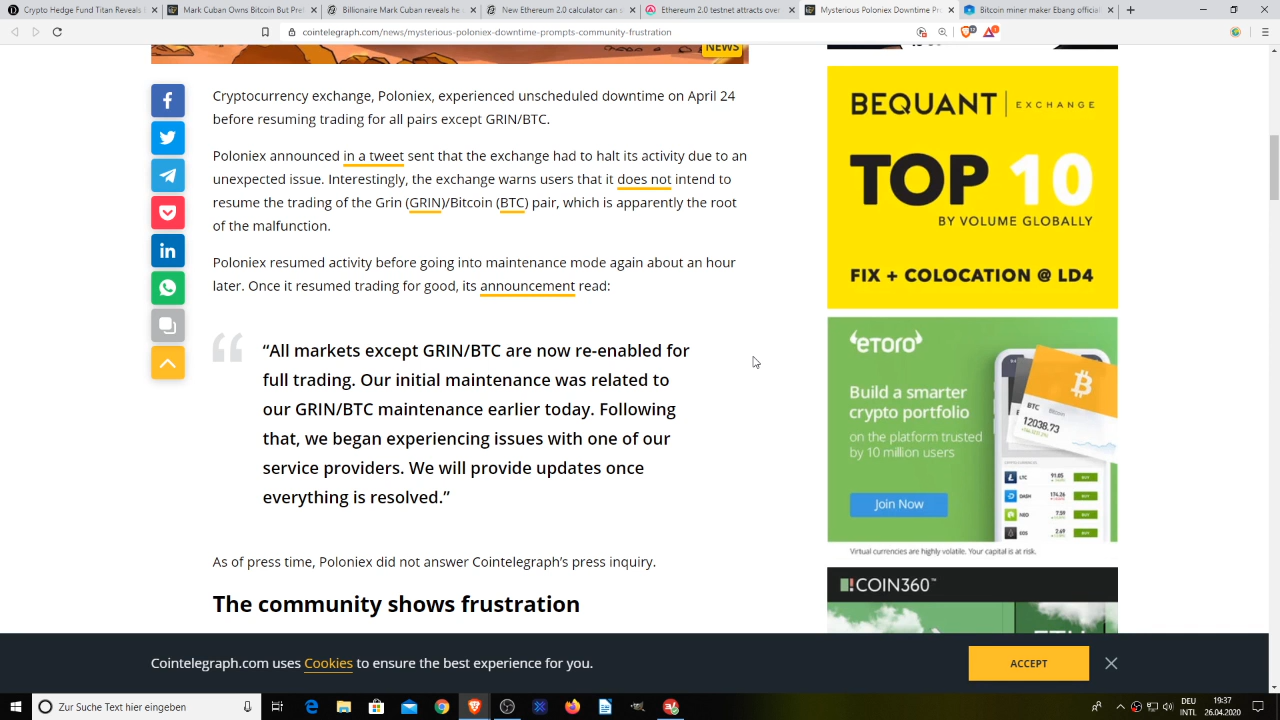 Crypto Hedge Fund Titan Reveals
Mark Cuban Owns Bitcoin But Pref
Billionaire Mark Cuban reveals he
New Ethereum 2.0 calculator can s
Ethereum 2.0 testnet attracts over
Mysterious Poloniex Downtime Pr
Bitcoin miner maker Ebang official
cointelegraph.com/news/mysterious-poloniex-downtime-prompts-community-frustration
NEWS
Cryptocurrency exchange, Poloniex, experienced unscheduled downtime on April 24
before resuming trading for all pairs except GRIN/BTC.
Poloniex announced in a tweet sent that the exchange had to halt its activity due to an
unexpected issue. Interestingly, the exchange warns users that it does not intend to
resume the trading of the Grin (GRIN)/Bitcoin (BTC) pair, which is apparently the root
of the malfunction.
Poloniex resumed activity before going into maintenance mode again about an hour
later. Once it resumed trading for good, its announcement read:
“All markets except GRIN/BTC are now re-enabled for
full trading. Our initial maintenance was related to
our GRIN/BTC maintenance earlier today. Following
that, we began experiencing issues with one of our
service providers. We will provide updates once
everything is resolved.”
As of press time, Poloniex did not answer Cointelegraph’s press inquiry.
The community shows frustration
BEQUANT | EXCHANGE
TOP 10
BY VOLUME GLOBALLY
FIX + COLOCATION @ LD4
eToro
Build a smarter
crypto portfolio
on the platform trusted
by 10 million users
Join Now
BTC Bitcoin
12038.73
LTC 91.05 BUY
DASH 174.26 BUY
NEO 7.59 BUY
EOS 2.69 BUY
Virtual currencies are highly volatile. Your capital is at risk.
COIN360™
Cointelegraph.com uses Cookies to ensure the best experience for you.
ACCEPT
Zur Suche Text hier eingeben
DEU
INTL
19:37
26.04.2020